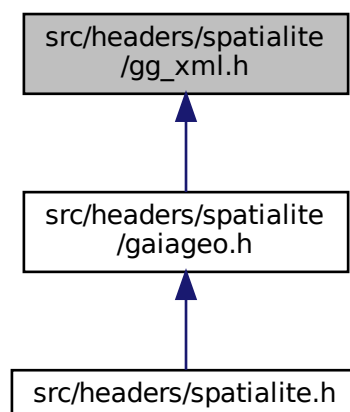 src/headers/spatialite
/gg_xml.h
src/headers/spatialite
/gaiageo.h
src/headers/spatialite.h